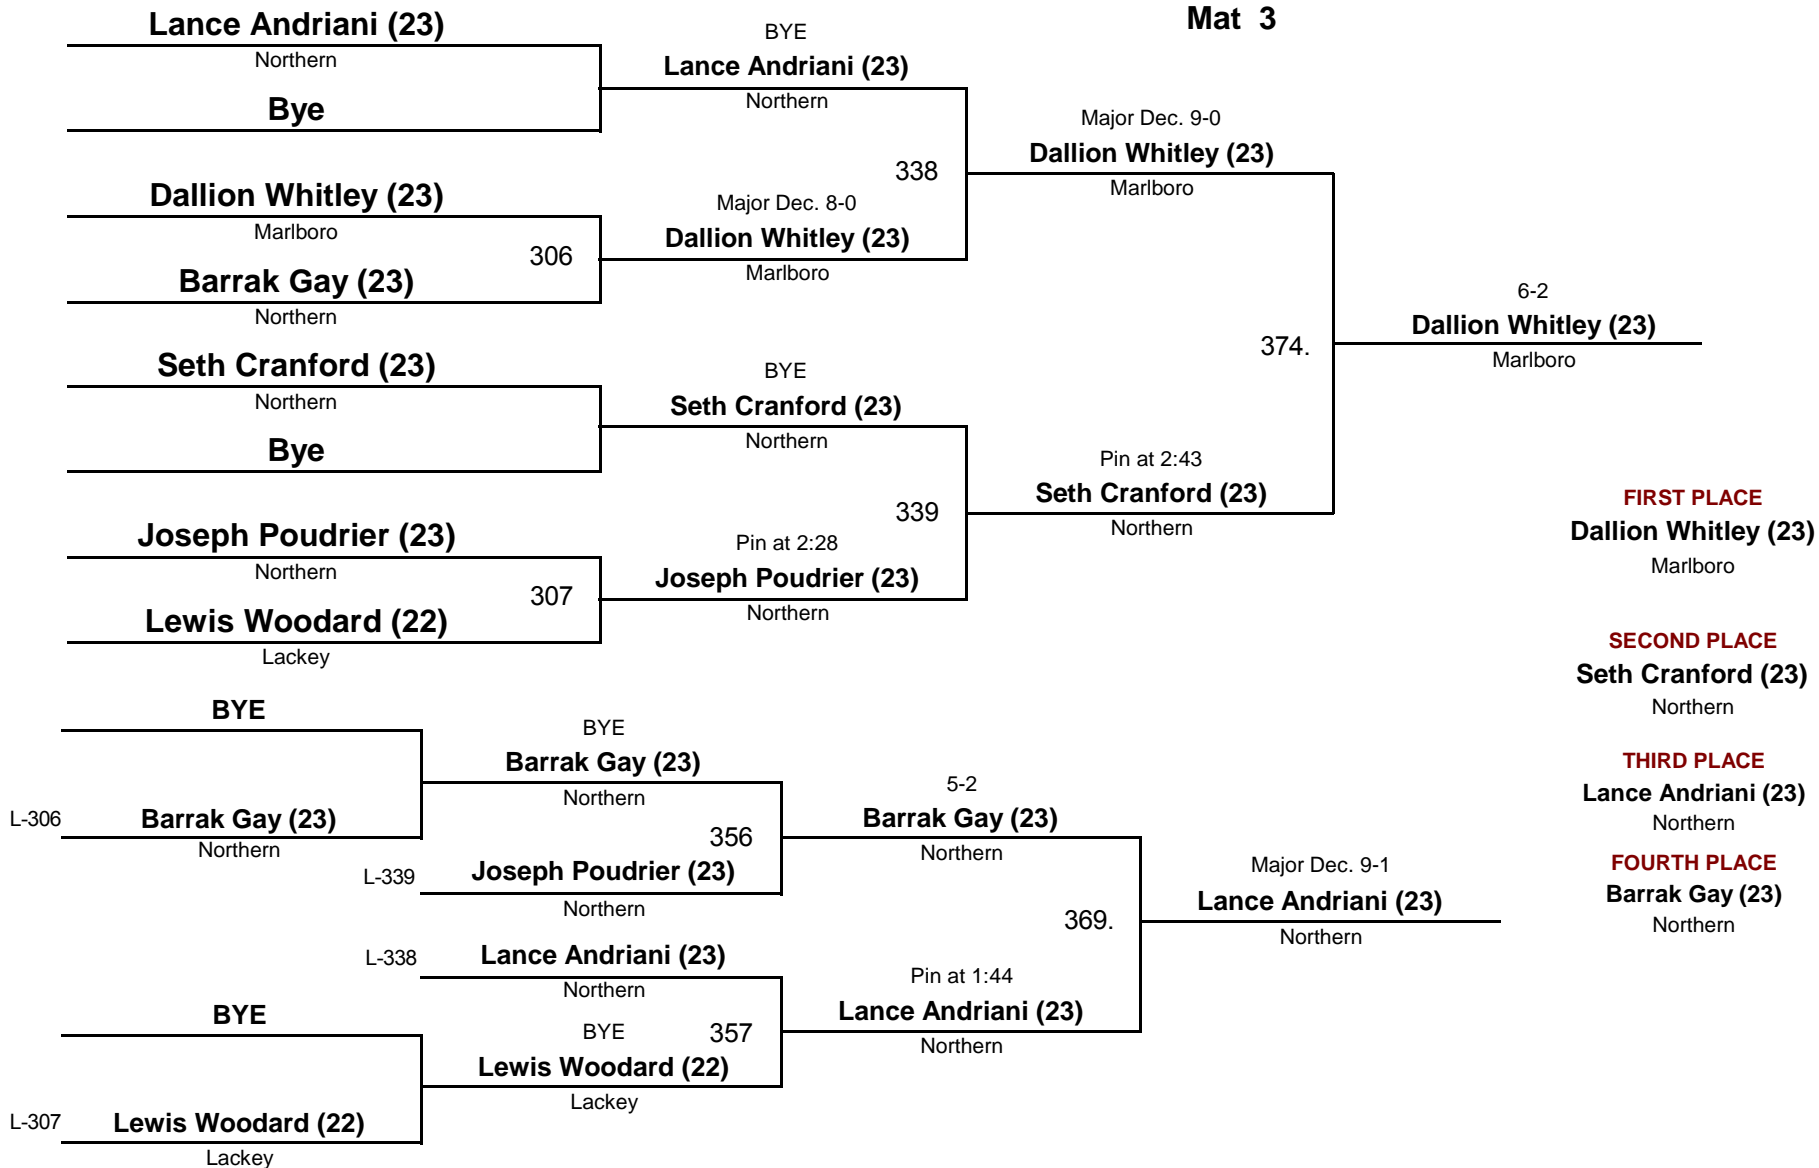 Mat 3
Lance Andriani (23)
Northern
Bye
BYE
Lance Andriani (23)
Northern
Dallion Whitley (23)
Marlboro
306
Barrak Gay (23)
Northern
Major Dec. 8-0
Dallion Whitley (23)
Marlboro
338
Major Dec. 9-0
Dallion Whitley (23)
Marlboro
Seth Cranford (23)
Northern
Bye
BYE
Seth Cranford (23)
Northern
Joseph Poudrier (23)
Northern
307
Lewis Woodard (22)
Lackey
Pin at 2:28
Joseph Poudrier (23)
Northern
339
Pin at 2:43
Seth Cranford (23)
Northern
374.
6-2
Dallion Whitley (23)
Marlboro
FIRST PLACE
Dallion Whitley (23)
Marlboro
SECOND PLACE
Seth Cranford (23)
Northern
THIRD PLACE
Lance Andriani (23)
Northern
FOURTH PLACE
Barrak Gay (23)
Northern
BYE
L-306
Barrak Gay (23)
Northern
BYE
Barrak Gay (23)
Northern
356
L-339
Joseph Poudrier (23)
Northern
5-2
Barrak Gay (23)
Northern
L-338
Lance Andriani (23)
Northern
BYE
357
Lewis Woodard (22)
Lackey
BYE
L-307
Lewis Woodard (22)
Lackey
Pin at 1:44
Lance Andriani (23)
Northern
369.
Major Dec. 9-1
Lance Andriani (23)
Northern